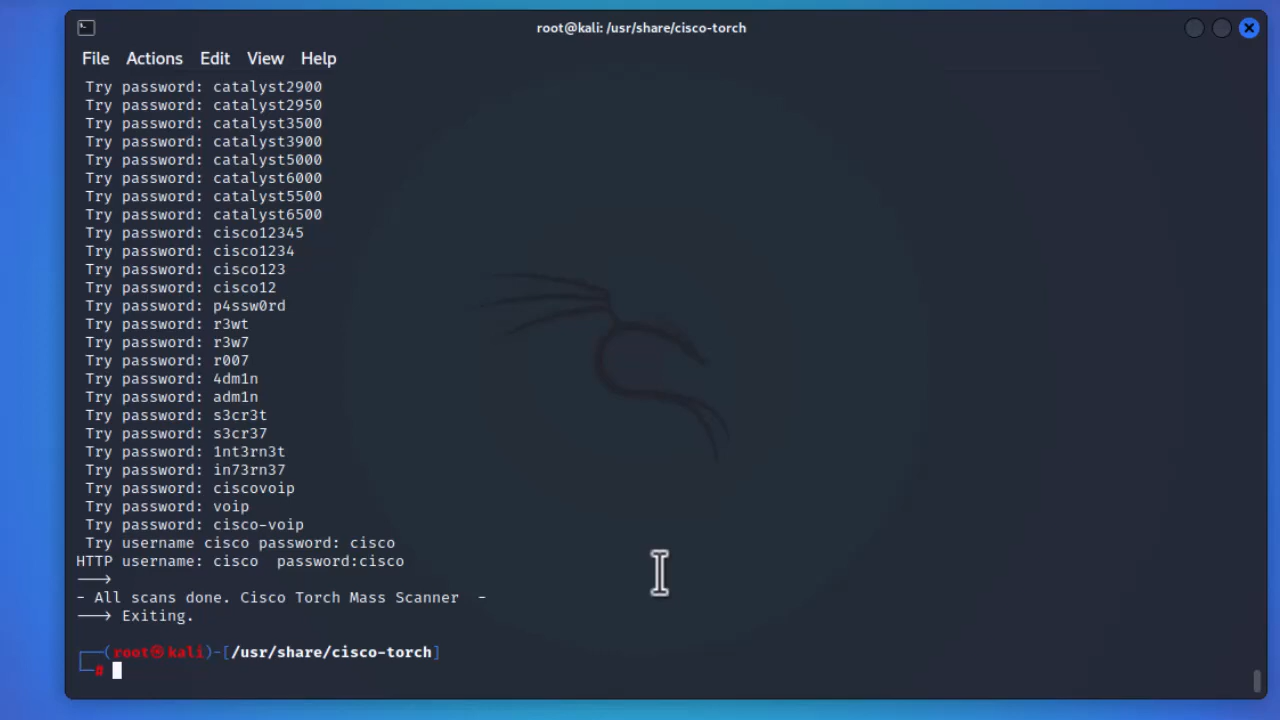 root@kali: /usr/share/cisco-torch
File Actions Edit View Help
Try password: catalyst2900
Try password: catalyst2950
Try password: catalyst3500
Try password: catalyst3900
Try password: catalyst5000
Try password: catalyst6000
Try password: catalyst5500
Try password: catalyst6500
Try password: cisco12345
Try password: cisco1234
Try password: cisco123
Try password: cisco12
Try password: p4ssw0rd
Try password: r3wt
Try password: r3w7
Try password: r007
Try password: 4dm1n
Try password: adm1n
Try password: s3cr3t
Try password: s3cr37
Try password: 1nt3rn3t
Try password: in73rn37
Try password: ciscovoip
Try password: voip
Try password: cisco-voip
Try username cisco password: cisco
HTTP username: cisco  password:cisco
--->
- All scans done. Cisco Torch Mass Scanner  -
---> Exiting.
┌──(root㉿kali)-[/usr/share/cisco-torch]
└─#